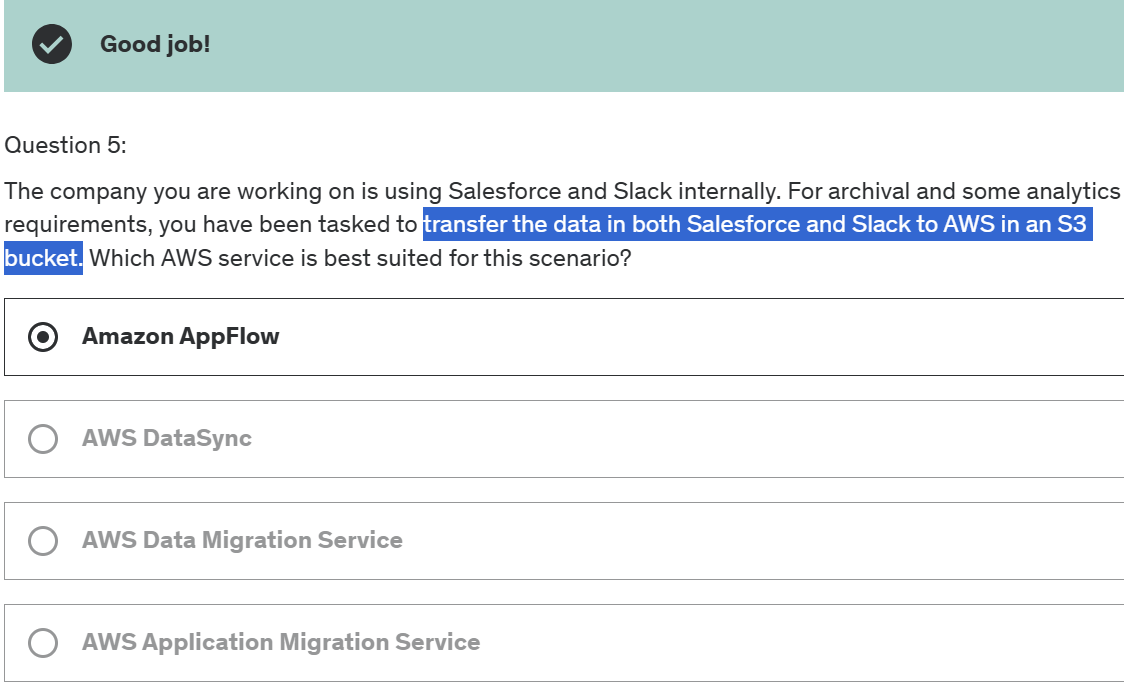 Good job!
Question 5:
The company you are working on is using Salesforce and Slack internally. For archival and some analytics
requirements, you have been tasked to transfer the data in both Salesforce and Slack to AWS in an S3
bucket. Which AWS service is best suited for this scenario?
Amazon AppFlow
AWS DataSync
AWS Data Migration Service
AWS Application Migration Service